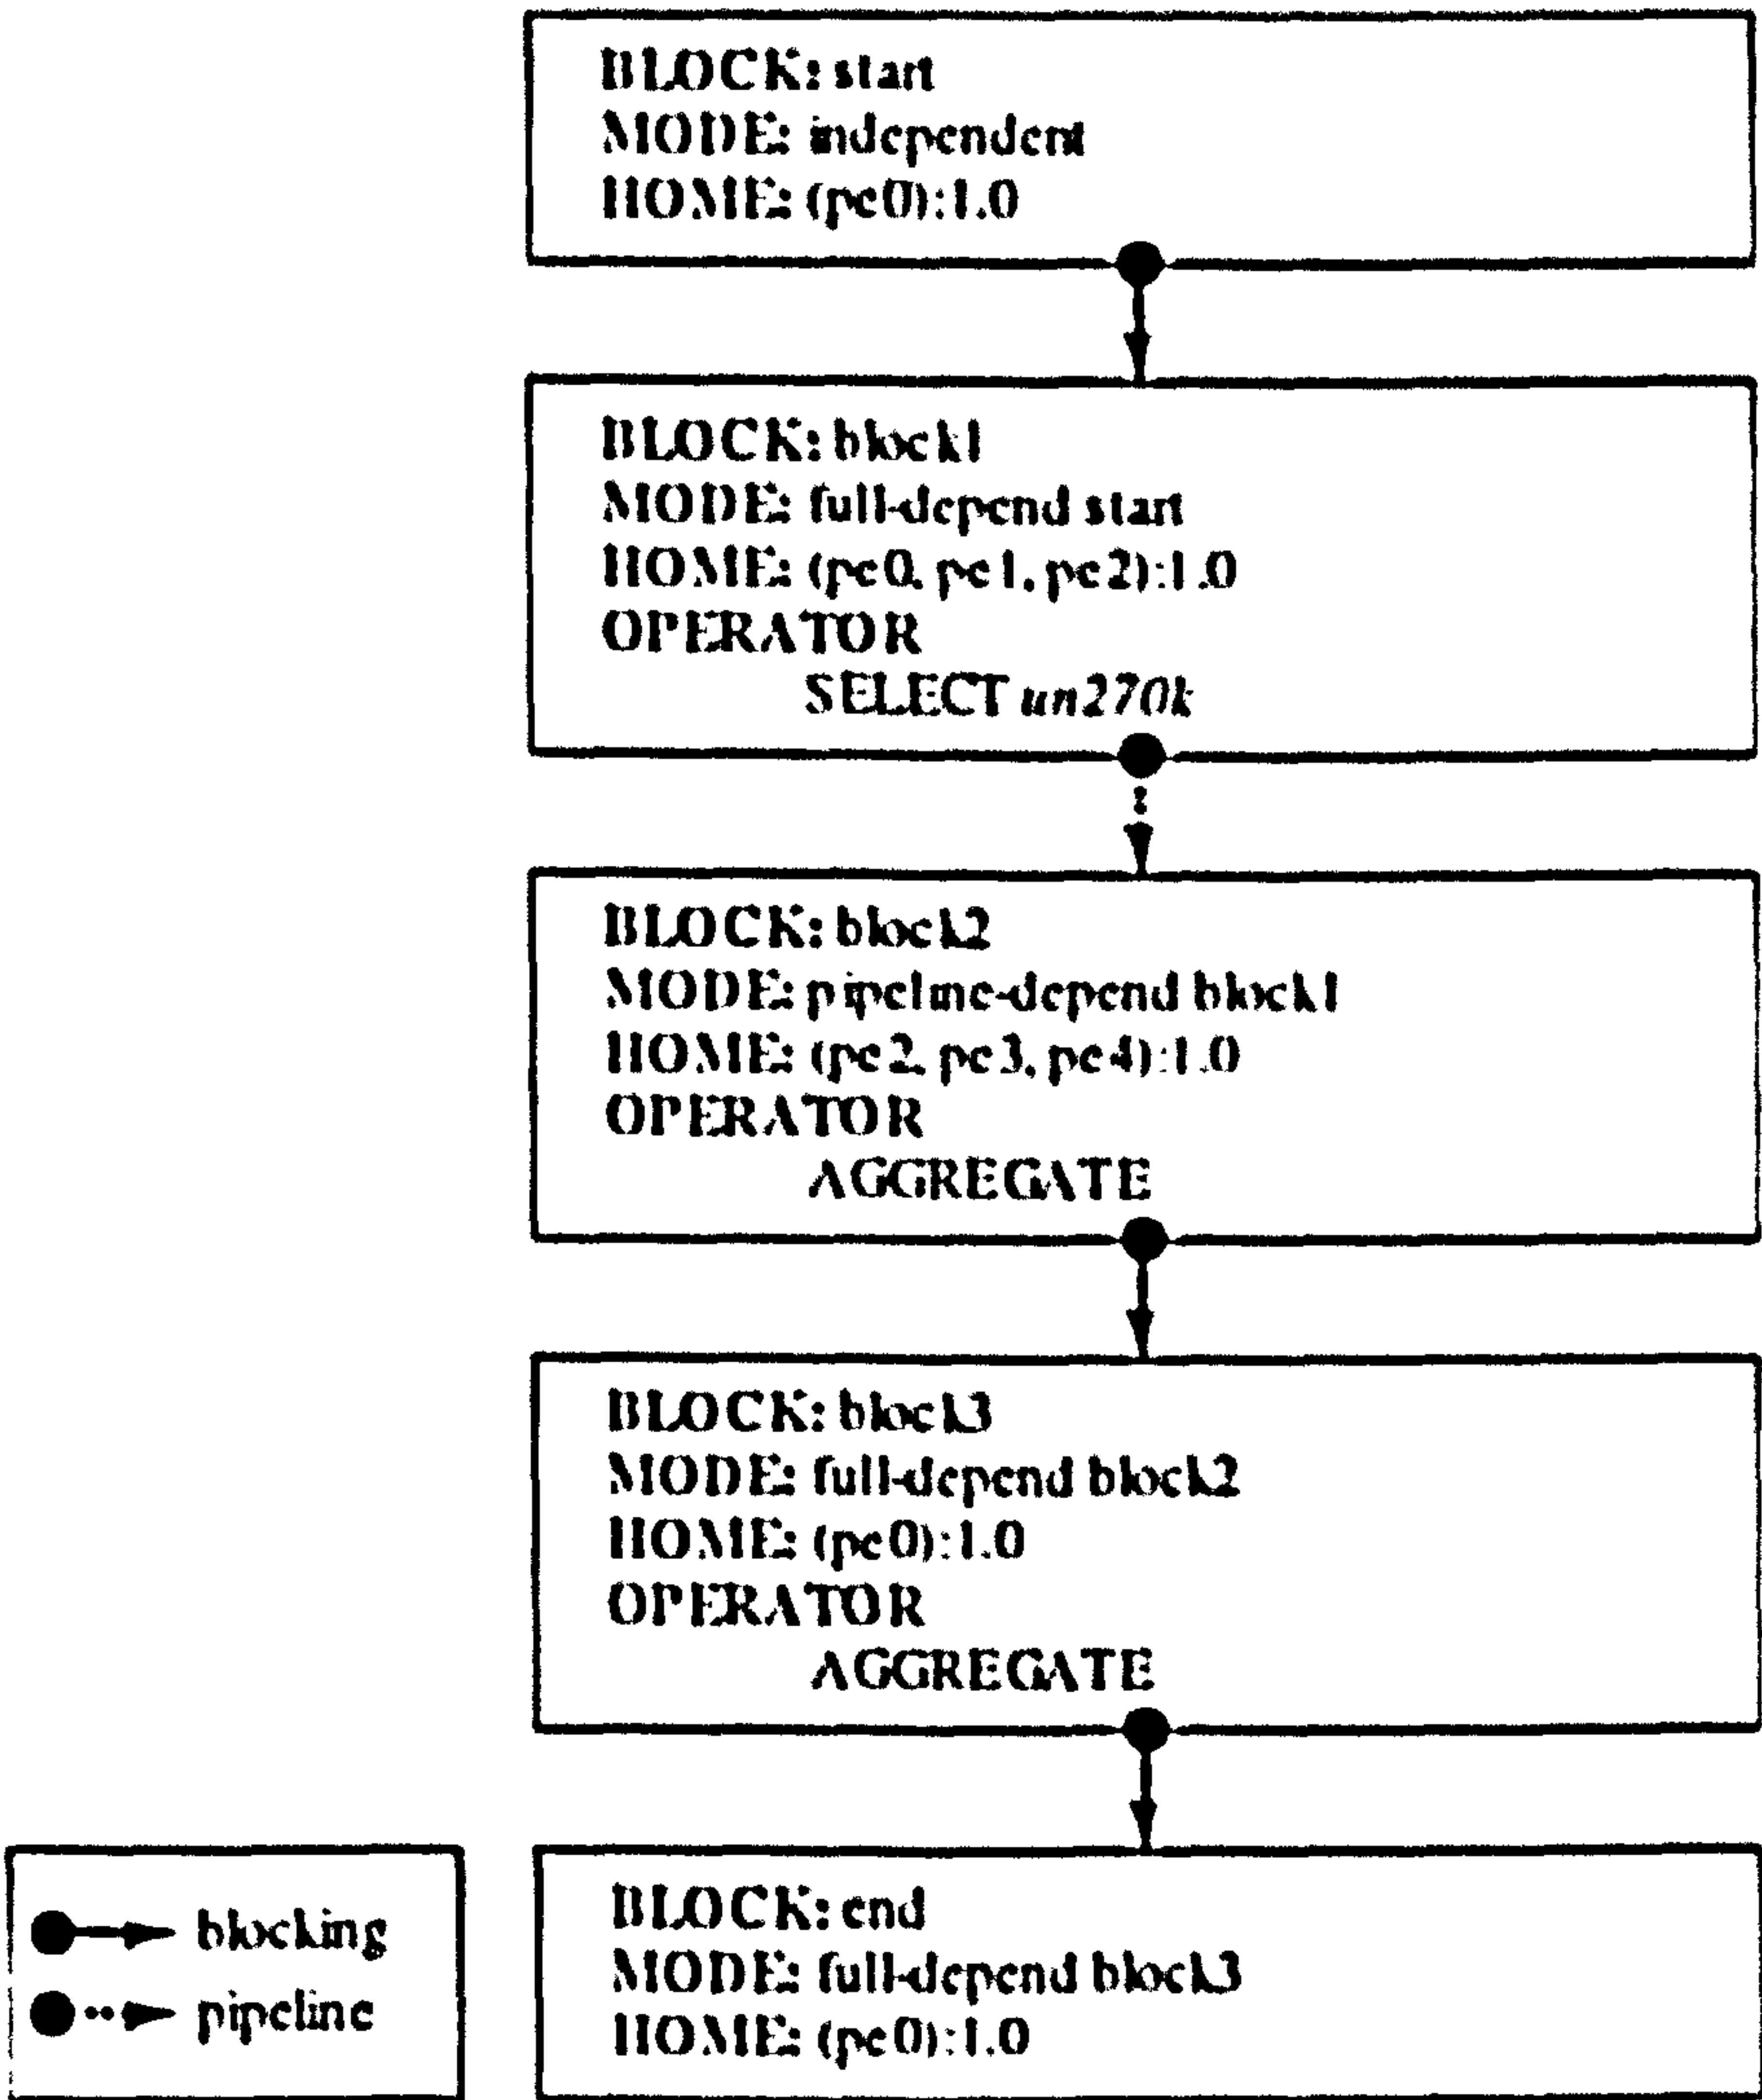 BLOCK: start
MODE: independent
HOME: (pe0):1.0
BLOCK: block1
MODE: full-depend start
HOME: (pe0, pe1, pe2):1.0
OPERATOR
SELECT un270k
BLOCK: block2
MODE: pipeline-depend block1
HOME: (pe2, pe3, pe4):1.0
OPERATOR
AGGREGATE
BLOCK: block3
MODE: full-depend block2
HOME: (pe0):1.0
OPERATOR
AGGREGATE
BLOCK: end
MODE: full-depend block3
HOME: (pe0):1.0
blocking
pipeline